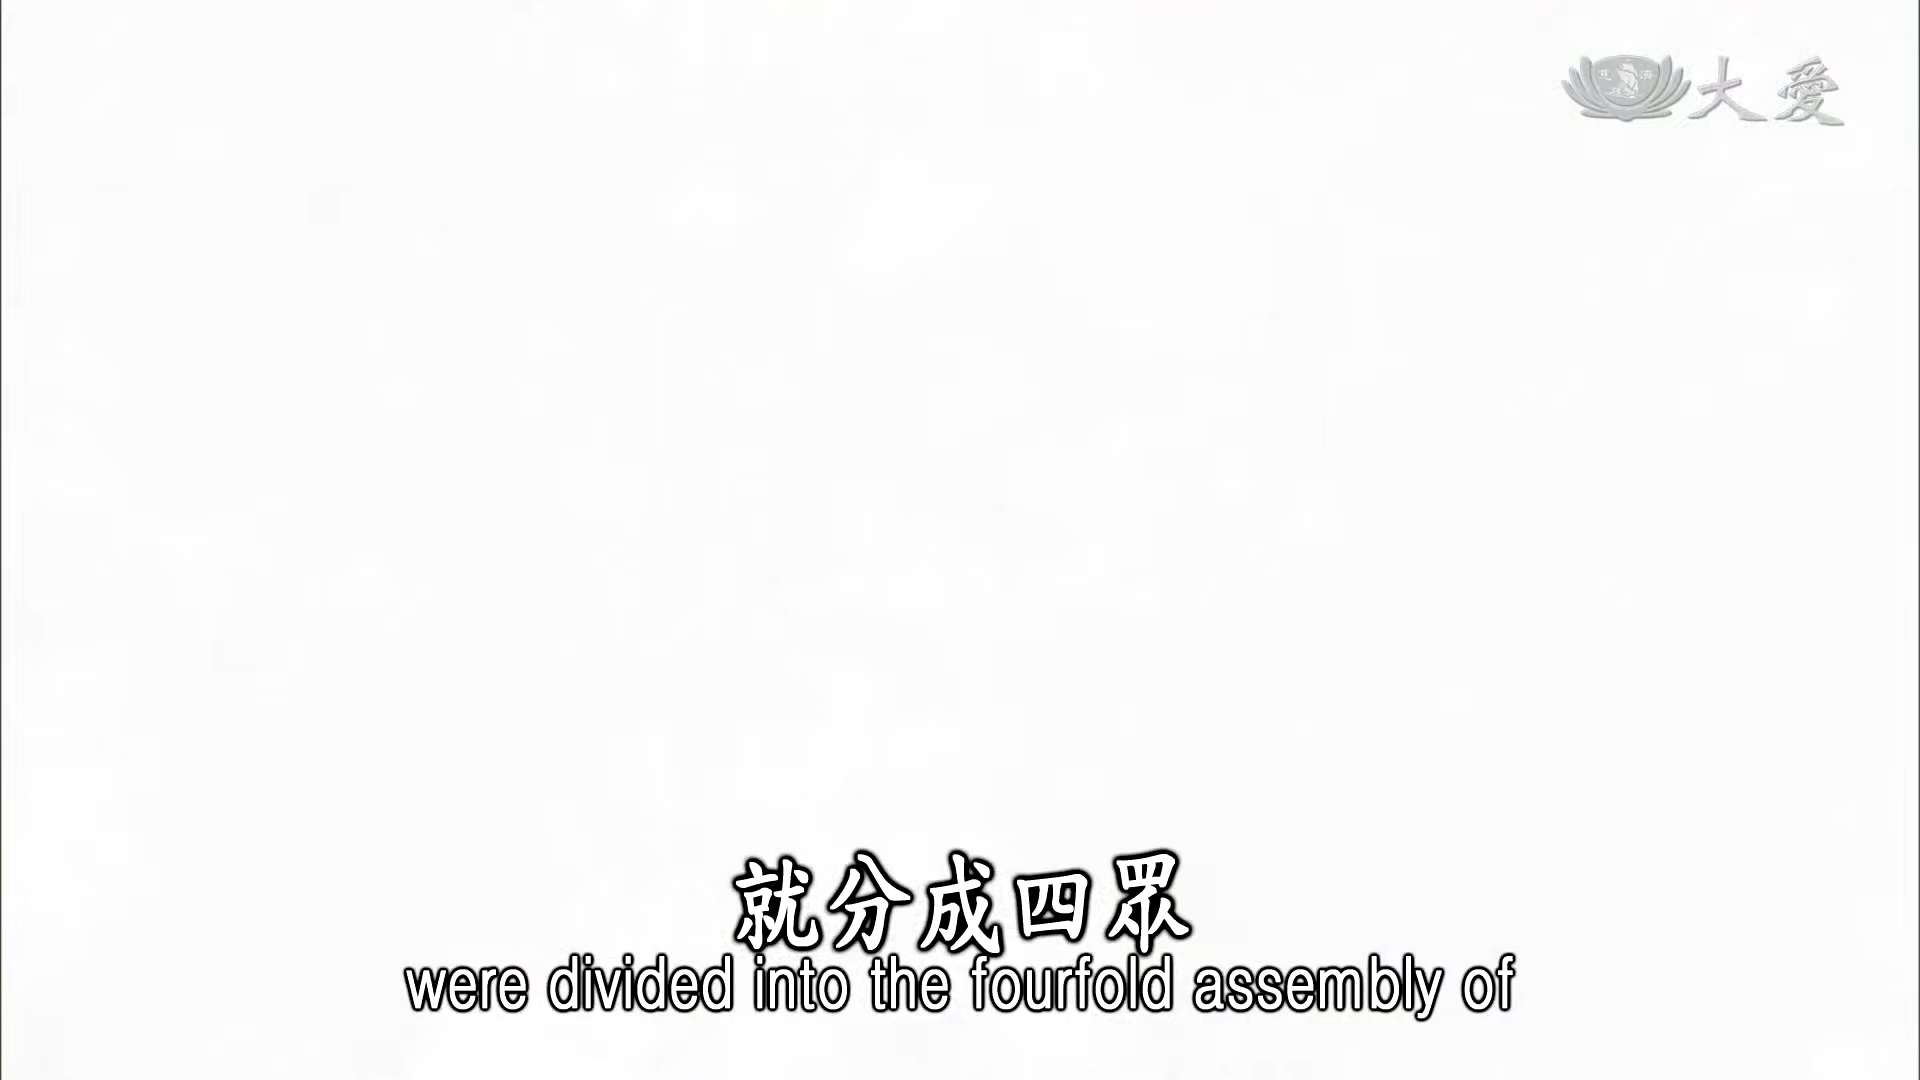 大愛
就分成四眾
were divided into the fourfold assembly of